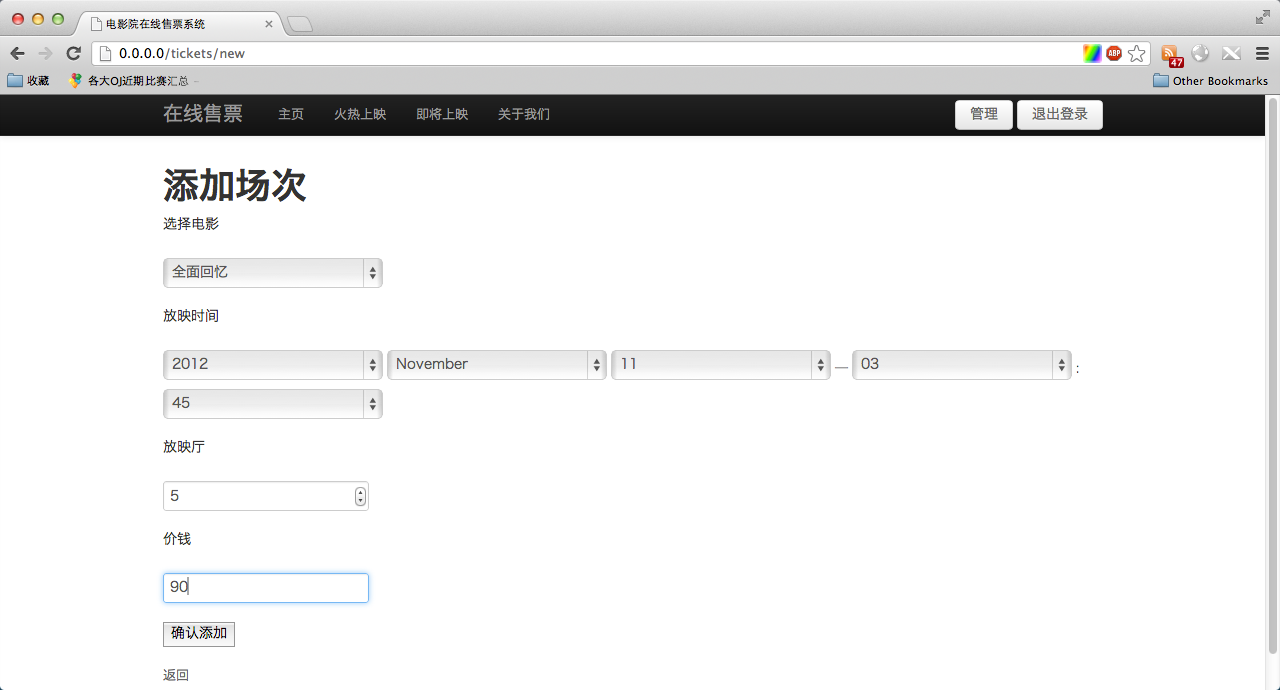 电影院在线售票系统
0.0.0.0/tickets/new
ABP
47
收藏 各大OJ近期比赛汇总 - Other Bookmarks
在线售票 主页 火热上映 即将上映 关于我们 管理 退出登录
添加场次
选择电影
全面回忆
放映时间
2012 November 11 — 03 :
45
放映厅
5
价钱
90
确认添加
返回